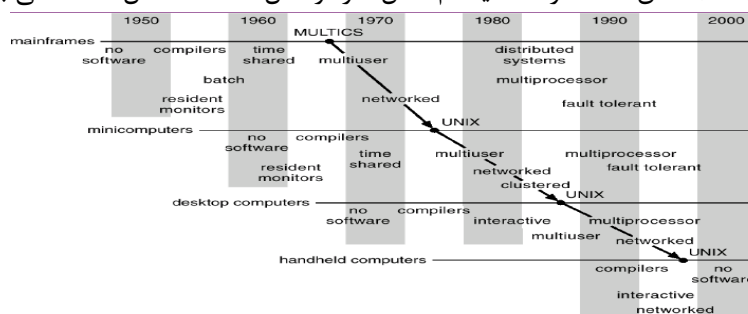 1950 1960 1970 1980 1990 2000
MULTICS
mainframes
no software compilers time shared multiuser distributed systems
batch multiprocessor
resident monitors networked fault tolerant
UNIX
minicomputers
no software compilers
time shared multiuser multiprocessor
resident monitors networked fault tolerant
clustered
UNIX
desktop computers
no software compilers interactive multiprocessor
multiuser networked
UNIX
handheld computers
compilers no software
interactive
networked